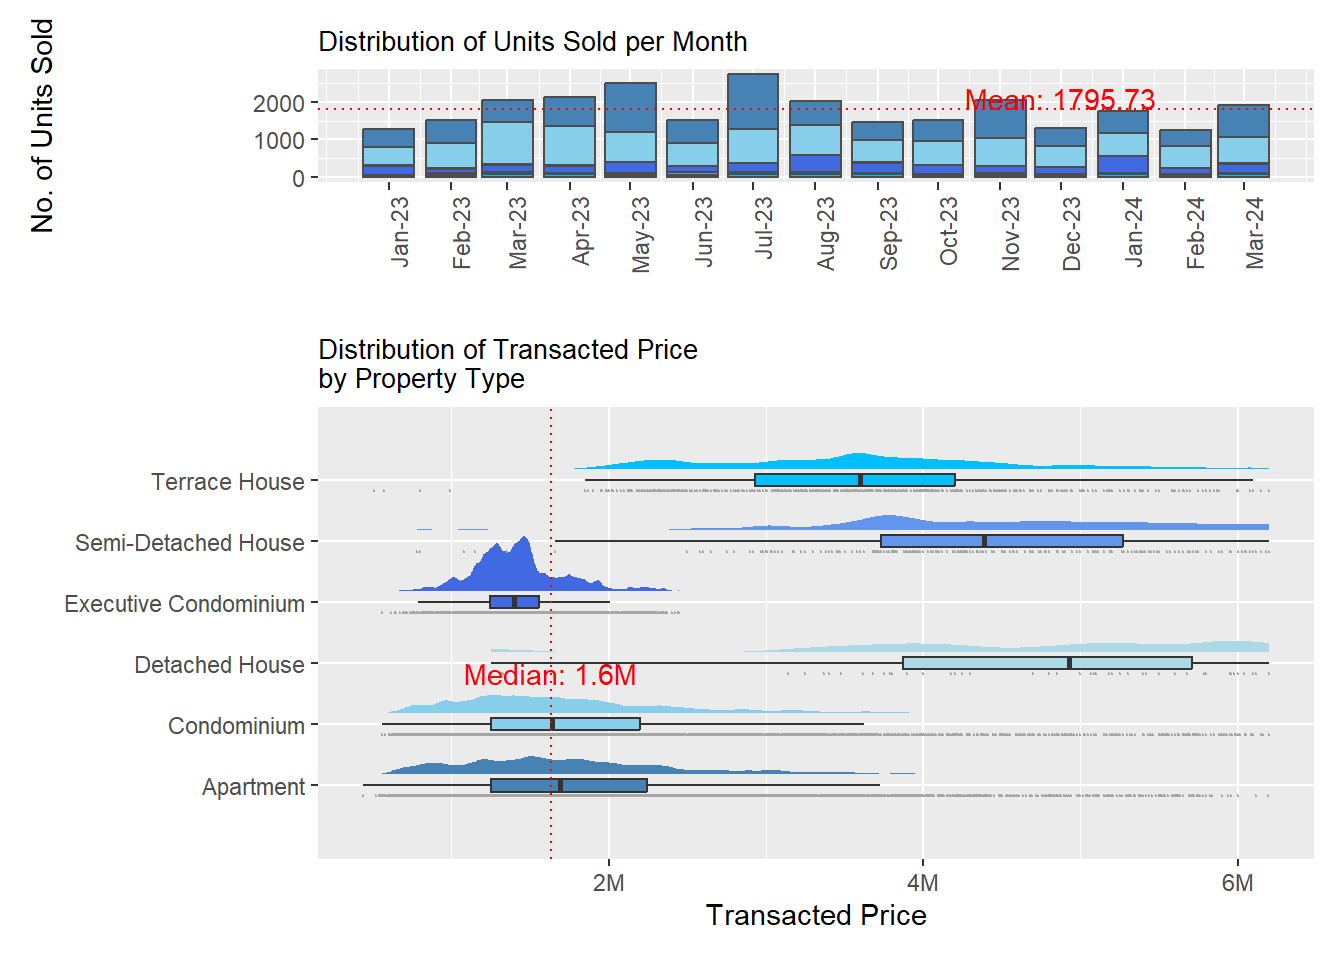 Distribution of Units Sold per Month
No. of Units Sold
2000
1000
0
Mean: 1795.73
Jan-23
Feb-23
Mar-23
Apr-23
May-23
Jun-23
Jul-23
Aug-23
Sep-23
Oct-23
Nov-23
Dec-23
Jan-24
Feb-24
Mar-24
Distribution of Transacted Price
by Property Type
Terrace House
Semi-Detached House
Executive Condominium
Detached House
Median: 1.6M
Condominium
Apartment
2M
4M
6M
Transacted Price